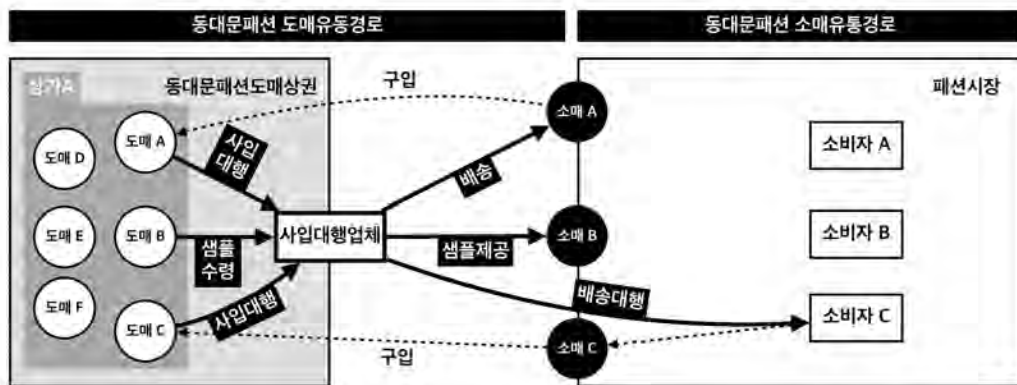 동대문패션 도매유동경로
동대문패션 소매유통경로
상가A
동대문패션도매상권
구입
소매 A
패션시장
도매 D
도매 A
사입
대행
배송
소비자 A
도매 E
도매 B
샘플
수령
사입대행업체
샘플제공
소매 B
소비자 B
도매 F
도매 C
사입대행
배송대행
소비자 C
구입
소매 C